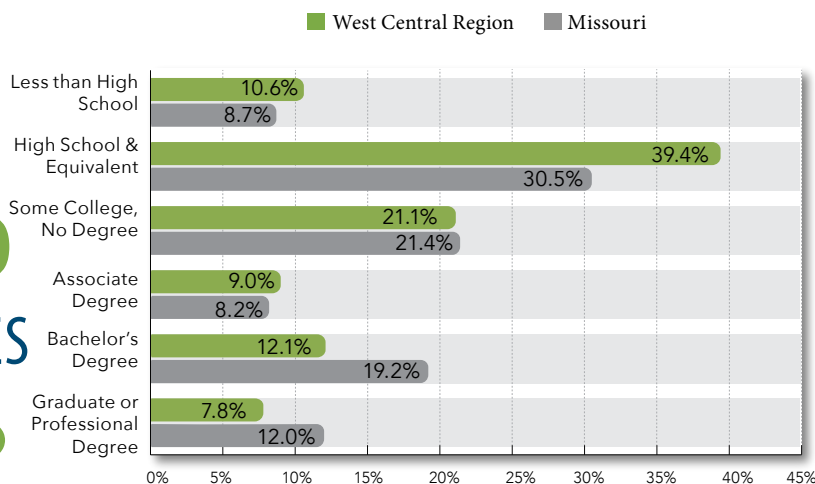 West Central Region Missouri
Less than High
School
10.6%
8.7%
High School &
Equivalent
39.4%
30.5%
Some College,
No Degree
21.1%
21.4%
Associate
Degree
9.0%
8.2%
Bachelor's
Degree
12.1%
19.2%
Graduate or
Professional
Degree
7.8%
12.0%
0% 5% 10% 15% 20% 25% 30% 35% 40% 45%